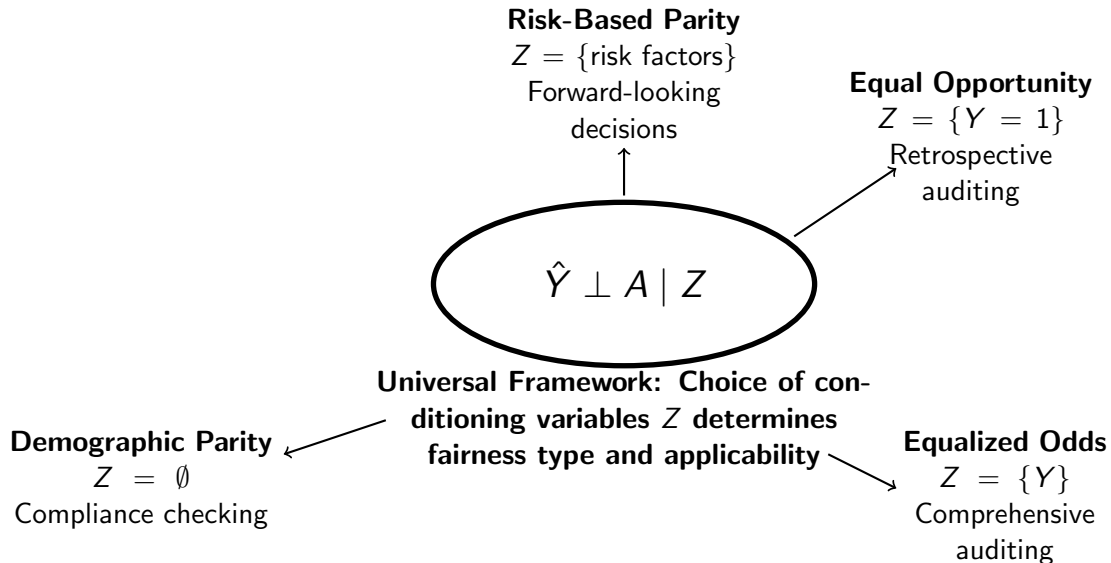 Risk-Based Parity
Z = {risk factors}
Forward-looking
decisions
Equal Opportunity
Z = {Y = 1}
Retrospective
auditing
Ŷ ⊥ A | Z
Universal Framework: Choice of con-
ditioning variables Z determines
fairness type and applicability
Demographic Parity
Z = ∅
Compliance checking
Equalized Odds
Z = {Y}
Comprehensive
auditing